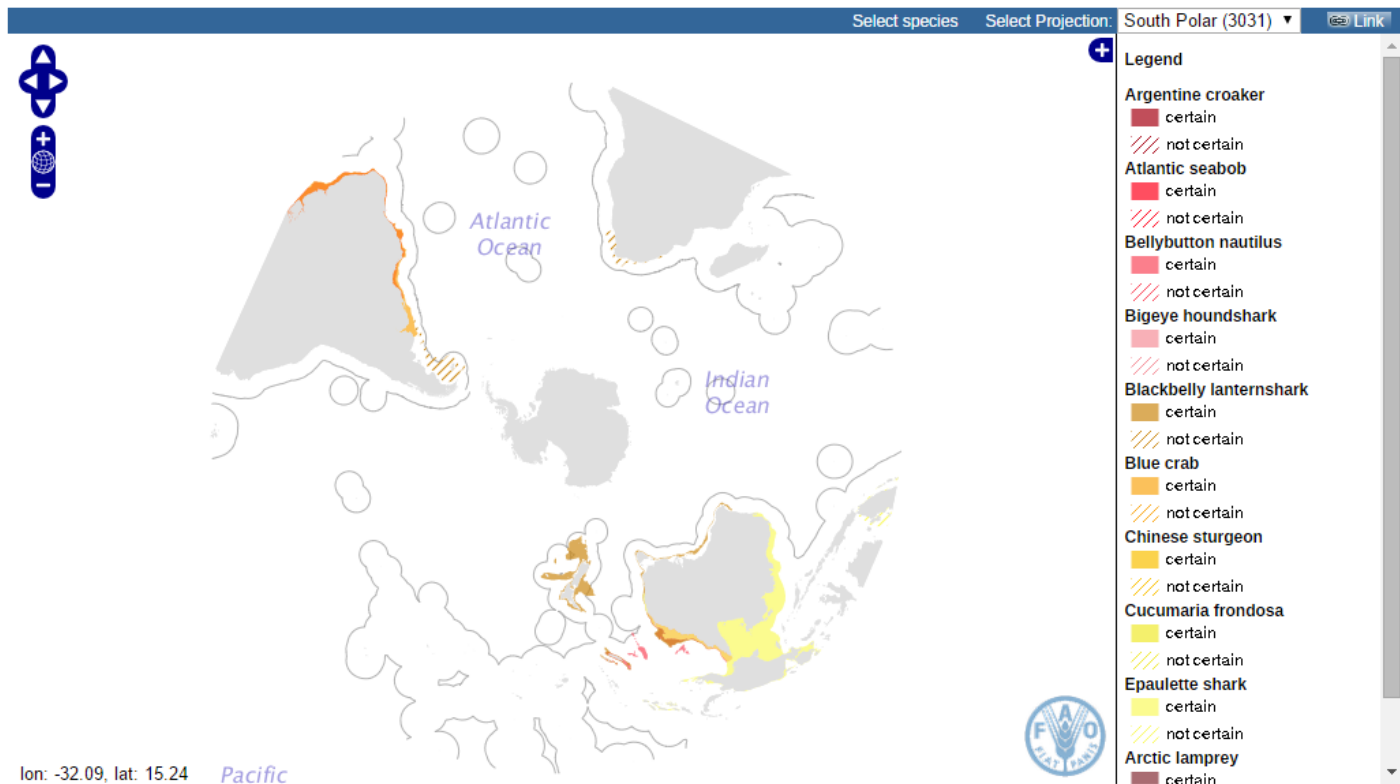 Select species Select Projection: South Polar (3031) Link
Legend
Argentine croaker
certain
not certain
Atlantic seabob
certain
not certain
Bellybutton nautilus
certain
not certain
Bigeye houndshark
certain
not certain
Blackbelly lanternshark
certain
not certain
Blue crab
certain
not certain
Chinese sturgeon
certain
not certain
Cucumaria frondosa
certain
not certain
Epaulette shark
certain
not certain
Arctic lamprey
certain
Atlantic
Ocean
Indian
Ocean
F A O
FIAT PANIS
lon: -32.09, lat: 15.24
Pacific